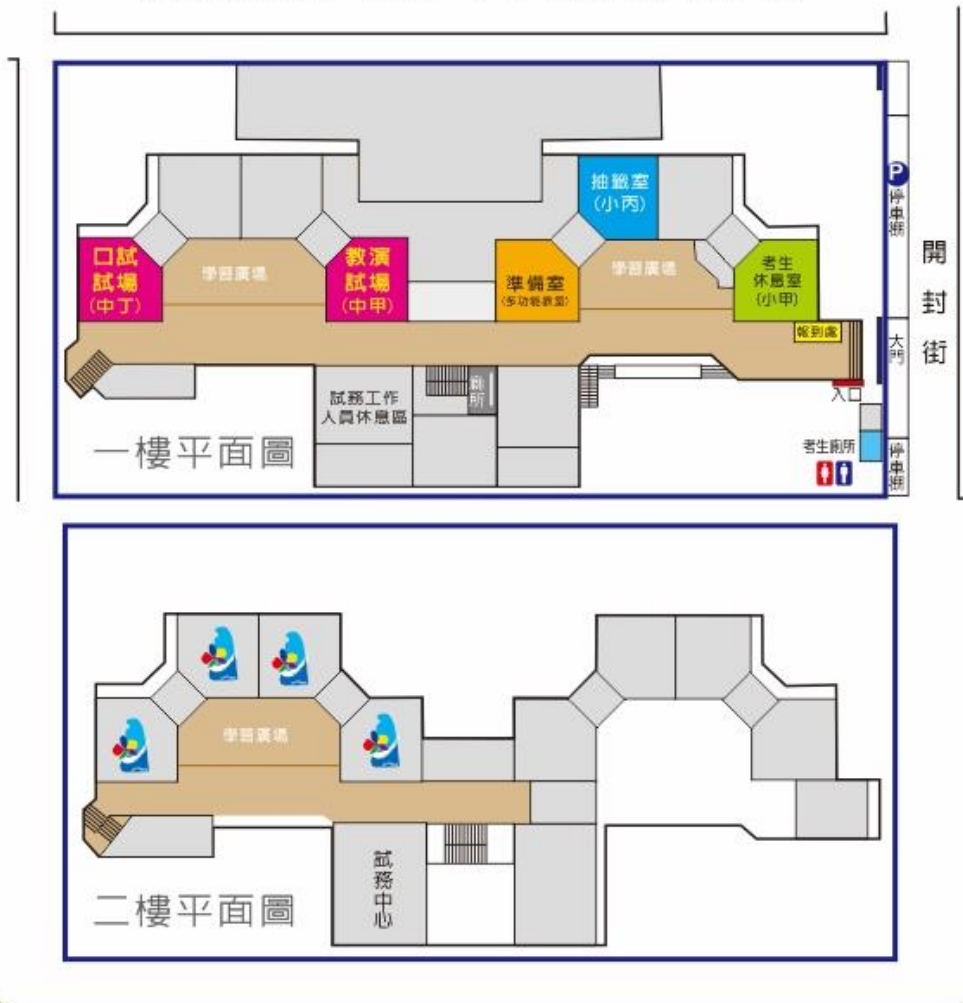 抽籤室
(小丙)
P
停車棚
口試
試場
(中丁)
學習廣場
教演
試場
(中甲)
準備室
(多功能教室)
學習廣場
考生
休息室
(小甲)
開封街
報到處
大門
入口
試務工作
人員休息區
廁所
一樓平面圖
考生廁所
停車棚
學習廣場
試務中心
二樓平面圖